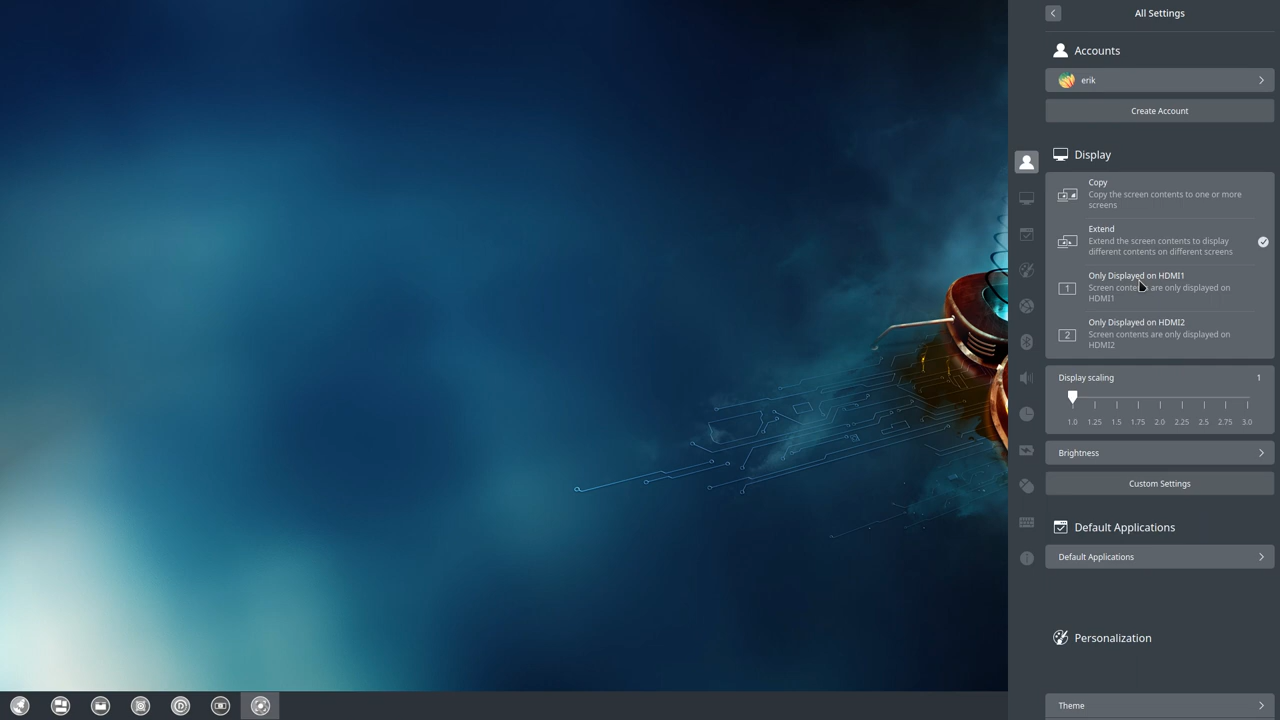 All Settings
Accounts
erik
Create Account
Display
Copy
Copy the screen contents to one or more
screens
Extend
Extend the screen contents to display
different contents on different screens
Only Displayed on HDMI1
1
Screen contents are only displayed on
HDMI1
Only Displayed on HDMI2
2
Screen contents are only displayed on
HDMI2
Display scaling 1
1.0 1.25 1.5 1.75 2.0 2.25 2.5 2.75 3.0
Brightness
Custom Settings
Default Applications
Default Applications
Personalization
Theme